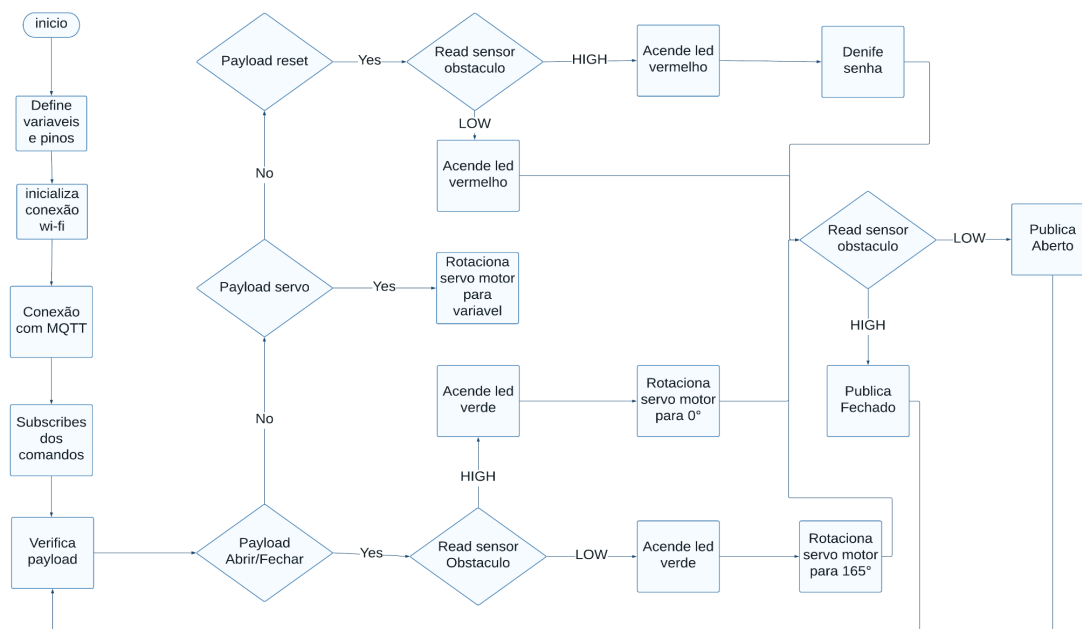 inicio
Define
variaveis
e pinos
inicializa
conexão
wi-fi
Conexão
com MQTT
Subscribes
dos
comandos
Verifica
payload
Payload reset
Yes
Read sensor
obstaculo
HIGH
Acende led
vermelho
Denife
senha
LOW
Acende led
vermelho
No
Payload servo
Yes
Rotaciona
servo motor
para
variavel
Read sensor
obstaculo
LOW
Publica
Aberto
HIGH
Publica
Fechado
No
Acende led
verde
Rotaciona
servo motor
para 0°
HIGH
Payload
Abrir/Fechar
Yes
Read sensor
Obstaculo
LOW
Acende led
verde
Rotaciona
servo motor
para 165°